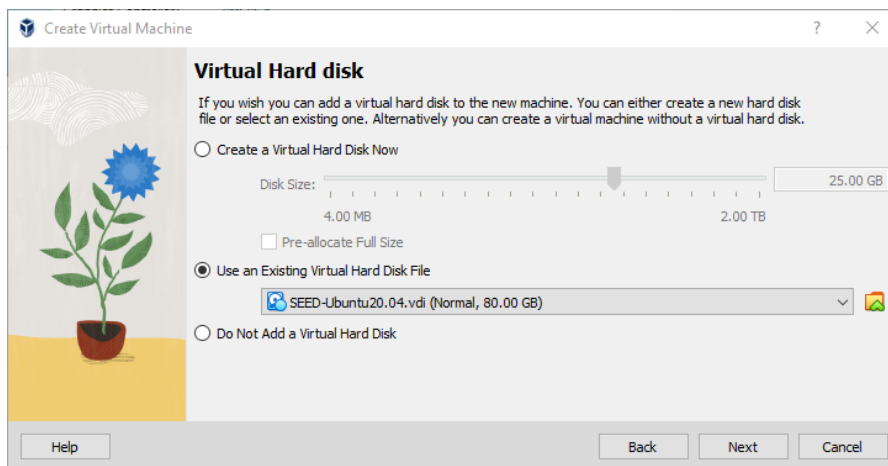 Create Virtual Machine
?
Virtual Hard disk
If you wish you can add a virtual hard disk to the new machine. You can either create a new hard disk
file or select an existing one. Alternatively you can create a virtual machine without a virtual hard disk.
Create a Virtual Hard Disk Now
Disk Size:
25.00 GB
4.00 MB
2.00 TB
Pre-allocate Full Size
Use an Existing Virtual Hard Disk File
SEED-Ubuntu20.04.vdi (Normal, 80.00 GB)
Do Not Add a Virtual Hard Disk
Help
Back
Next
Cancel